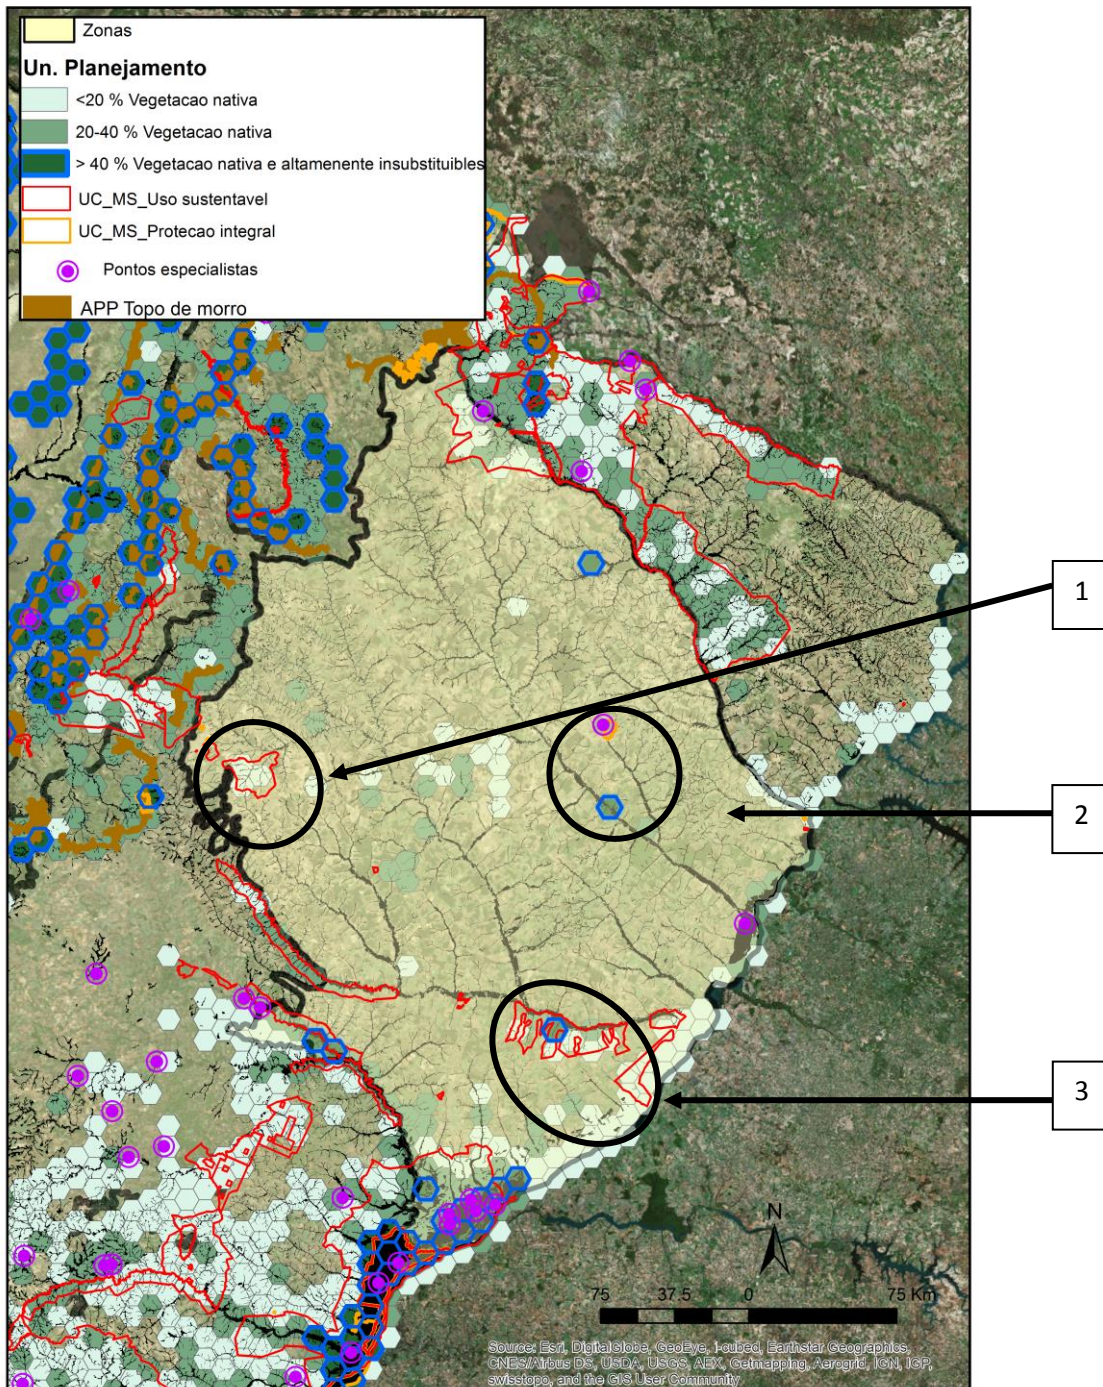 Zonas
Un. Planejamento
<20 % Vegetacao nativa
20-40 % Vegetacao nativa
> 40 % Vegetacao nativa e altamenente insubstituibles
UC_MS_Uso sustentavel
UC_MS_Protecao integral
Pontos especialistas
APP Topo de morro
1
2
3
N
75 37.5 0 75 Km
Source: Esri, DigitalGlobe, GeoEye, i-cubed, Earthstar Geographics,
CNES/Airbus DS, USDA, USGS, AEX, Getmapping, Aerogrid, IGN, IGP,
swisstopo, and the GIS User Community